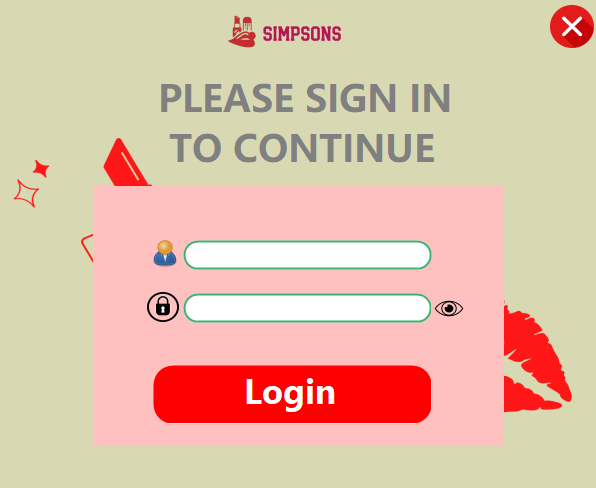 SIMPSONS
PLEASE SIGN IN
TO CONTINUE
Login